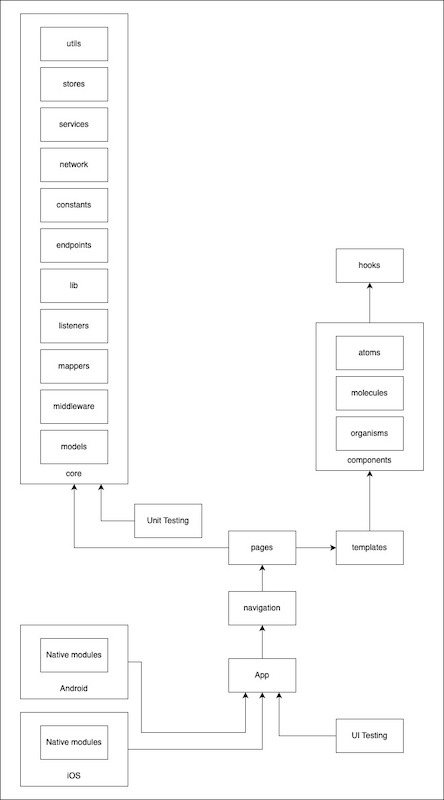 utils
stores
services
network
constants
endpoints
lib
listeners
mappers
middleware
models
core
hooks
atoms
molecules
organisms
components
Unit Testing
pages
templates
navigation
Native modules
Android
App
Native modules
iOS
UI Testing